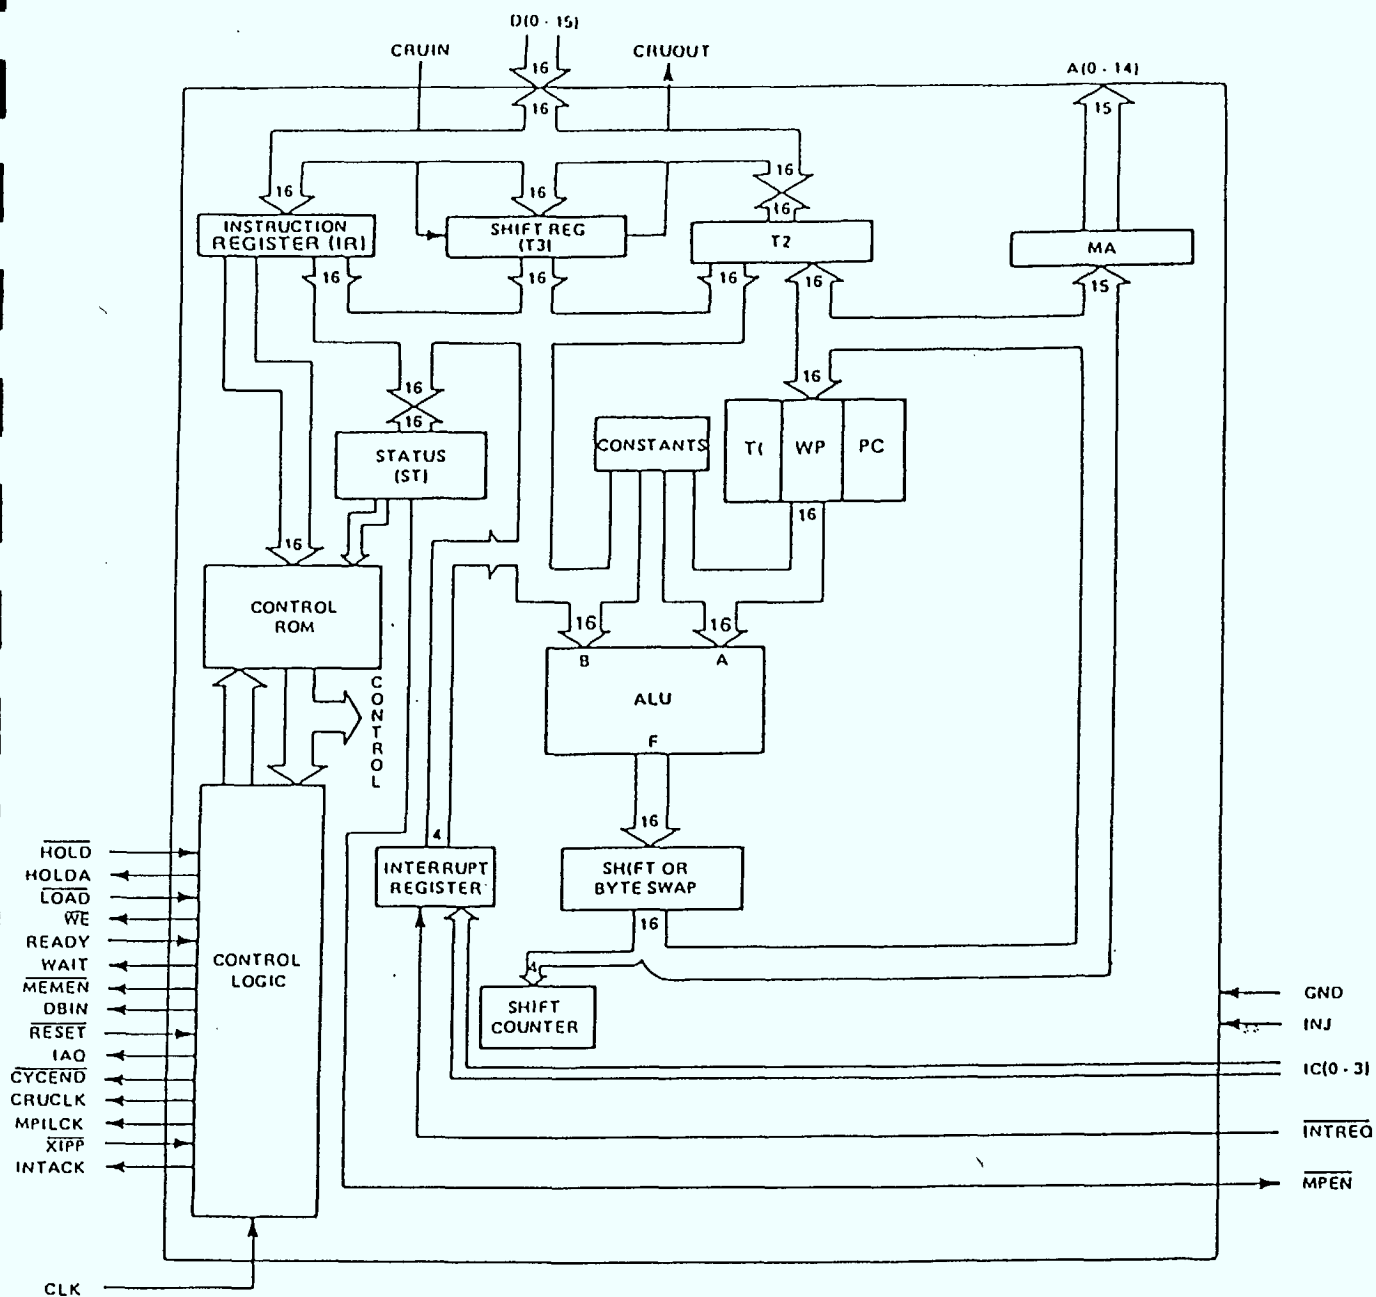 D(0 - 15)
CRUIN
CRUOUT
A(0 - 14)
16
16
15
16
16
16
16
INSTRUCTION
REGISTER (IR)
SHIFT REG
(T3)
T2
MA
16
16
16
16
15
16
16
16
STATUS
(ST)
CONSTANTS
T(
WP
PC
16
16
CONTROL
ROM
16
16
B
A
ALU
F
CONTROL
16
4
INTERRUPT
REGISTER
SHIFT OR
BYTE SWAP
16
4
SHIFT
COUNTER
CONTROL
LOGIC
HOLD
HOLDA
LOAD
WE
READY
WAIT
MEMEN
DBIN
RESET
IAQ
CYCEND
CRUCLK
MPILCK
XIPP
INTACK
CLK
GND
INJ
IC(0 - 3)
INTREQ
MPEN